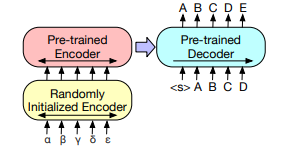 A B C D E
Pre-trained
Encoder
Pre-trained
Decoder
<s> A B C D
Randomly
Initialized Encoder
α β γ δ ε